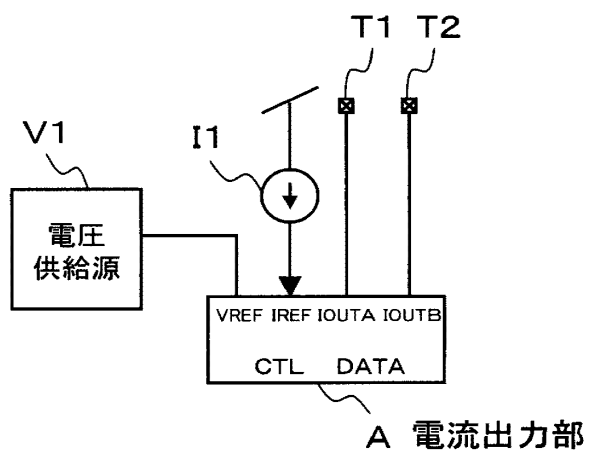 T1 T2
V1
I1
電圧
供給源
VREF IREF IOUTA IOUTB
CTL DATA
A 電流出力部